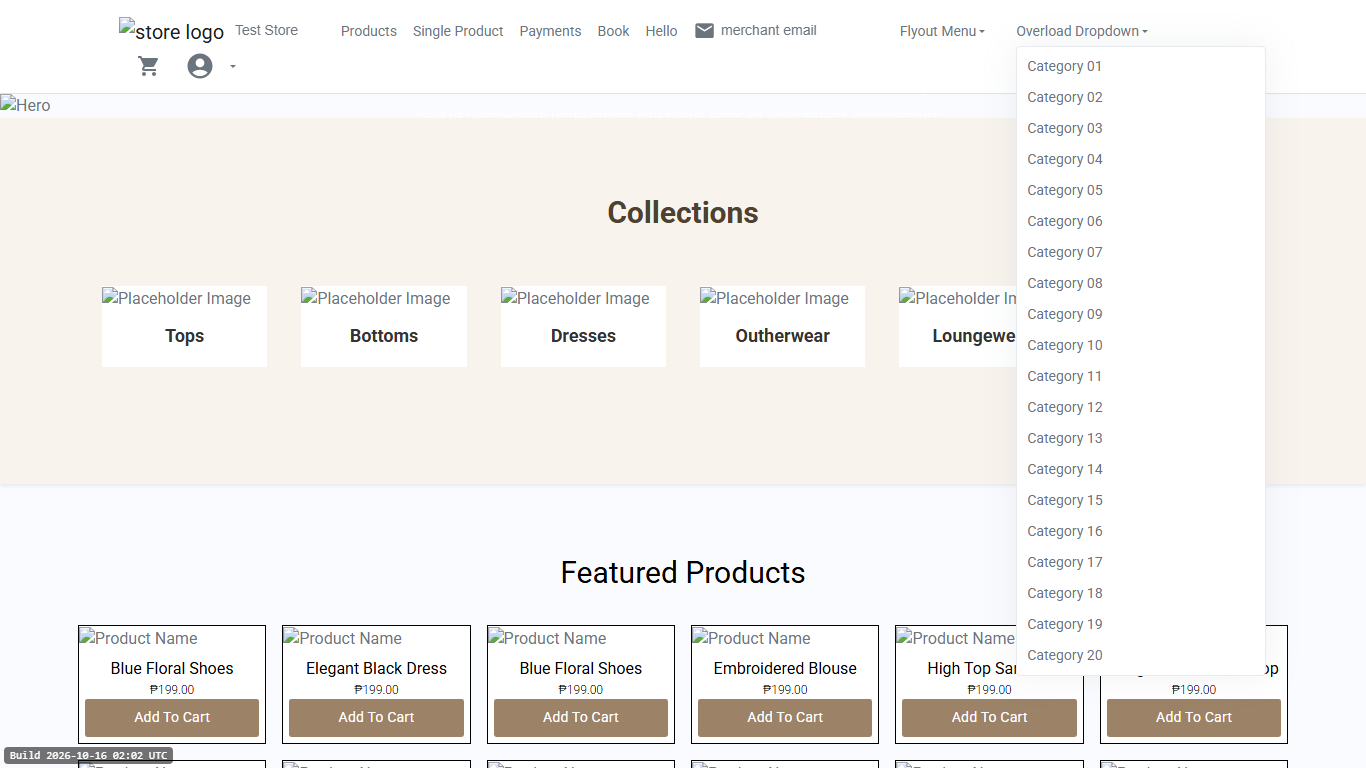 store logo Test Store Products Single Product Payments Book Hello merchant email Flyout Menu Overload Dropdown
Category 01
Category 02
Category 03
Category 04
Category 05
Category 06
Category 07
Category 08
Category 09
Category 10
Category 11
Category 12
Category 13
Category 14
Category 15
Category 16
Category 17
Category 18
Category 19
Category 20
Hero
Collections
Placeholder Image Placeholder Image Placeholder Image Placeholder Image Placeholder
Tops Bottoms Dresses Outherwear
Featured Products
Product Name Product Name Product Name Product Name Product Name
Blue Floral Shoes Elegant Black Dress Blue Floral Shoes Embroidered Blouse High Top
₱199.00 ₱199.00 ₱199.00 ₱199.00 ₱199.00 ₱199.00
Add To Cart Add To Cart Add To Cart Add To Cart Add To Cart Add To Cart
Build 2026-10-16 02:02 UTC